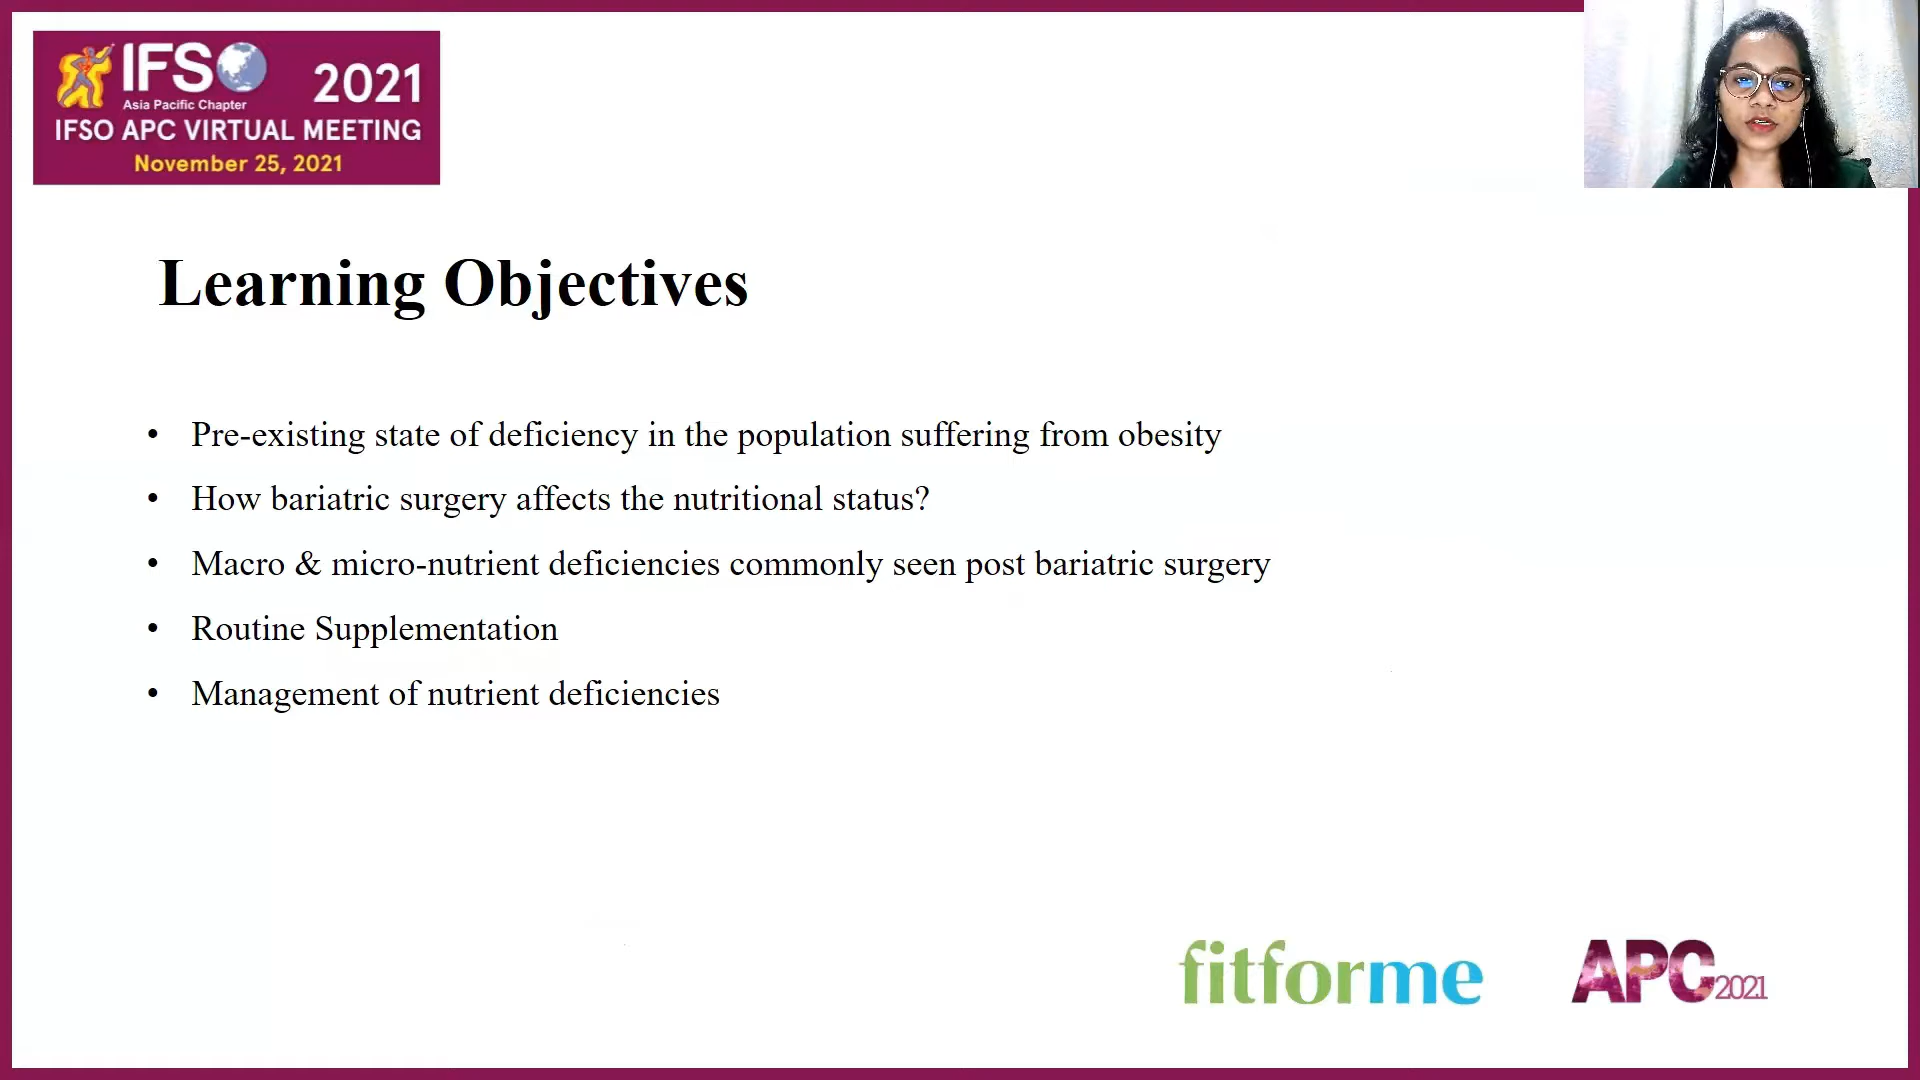 IFSO
2021
Asia Pacific Chapter
IFSO APC VIRTUAL MEETING
November 25, 2021
Learning Objectives
• Pre-existing state of deficiency in the population suffering from obesity
• How bariatric surgery affects the nutritional status?
• Macro & micro-nutrient deficiencies commonly seen post bariatric surgery
• Routine Supplementation
• Management of nutrient deficiencies
fitforme
APC 2021